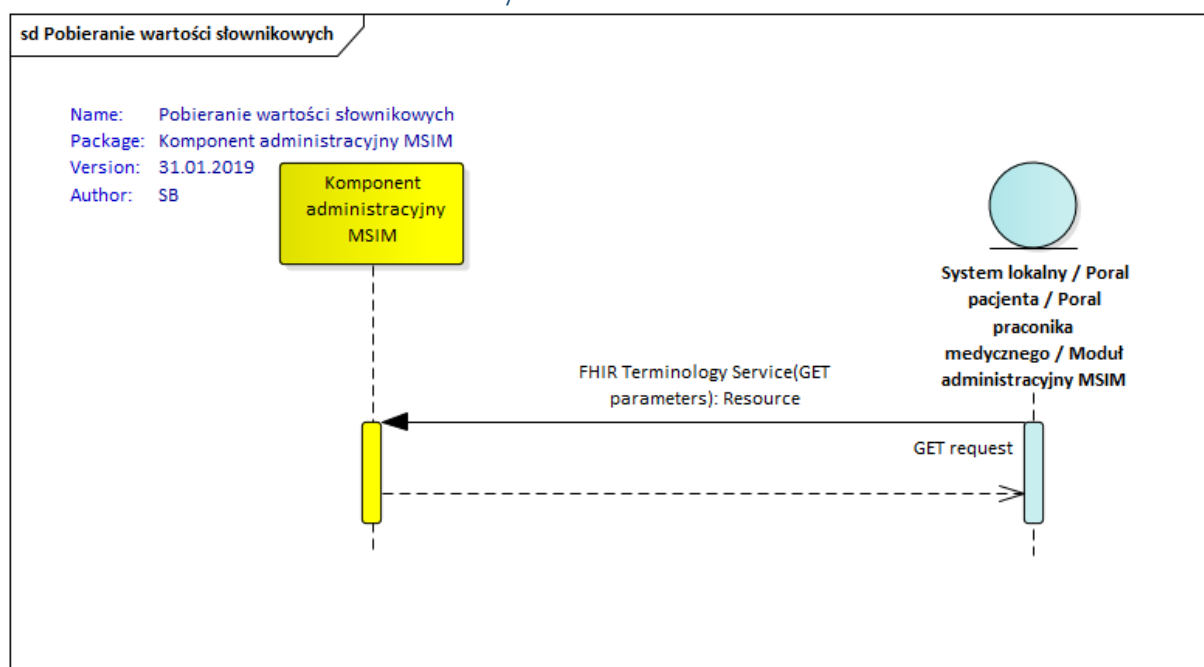 sd Pobieranie wartości słownikowych
Name: Pobieranie wartości słownikowych
Package: Komponent administracyjny MSIM
Version: 31.01.2019
Author: SB
Komponent
administracyjny
MSIM
System lokalny / Poral
pacjenta / Poral
praconika
medycznego / Moduł
administracyjny MSIM
FHIR Terminology Service(GET
parameters): Resource
GET request